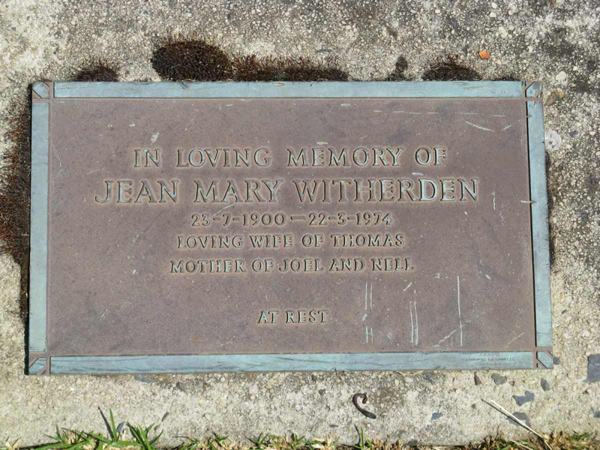 IN LOVING MEMORY OF
JEAN MARY WITHERDEN
23-7-1900-22-3-1974
LOVING WIFE OF THOMAS
MOTHER OF JOEL AND NELL
AT REST